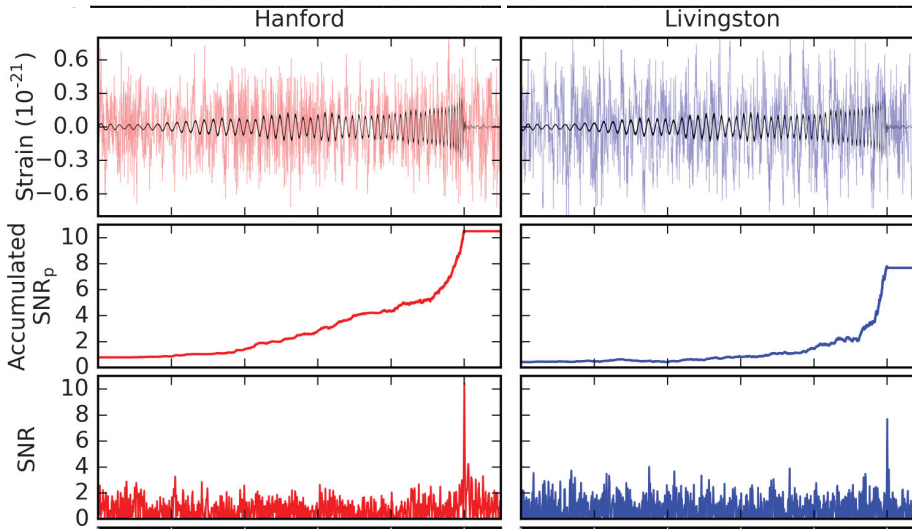 Hanford
Livingston
Strain (10⁻²¹)
0.6
0.3
0.0
−0.3
−0.6
Accumulated
SNRₚ
10
8
6
4
2
0
SNR
10
8
6
4
2
0